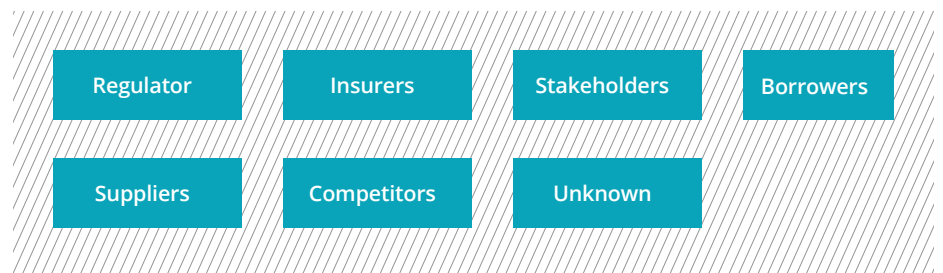 Regulator
Insurers
Stakeholders
Borrowers
Suppliers
Competitors
Unknown